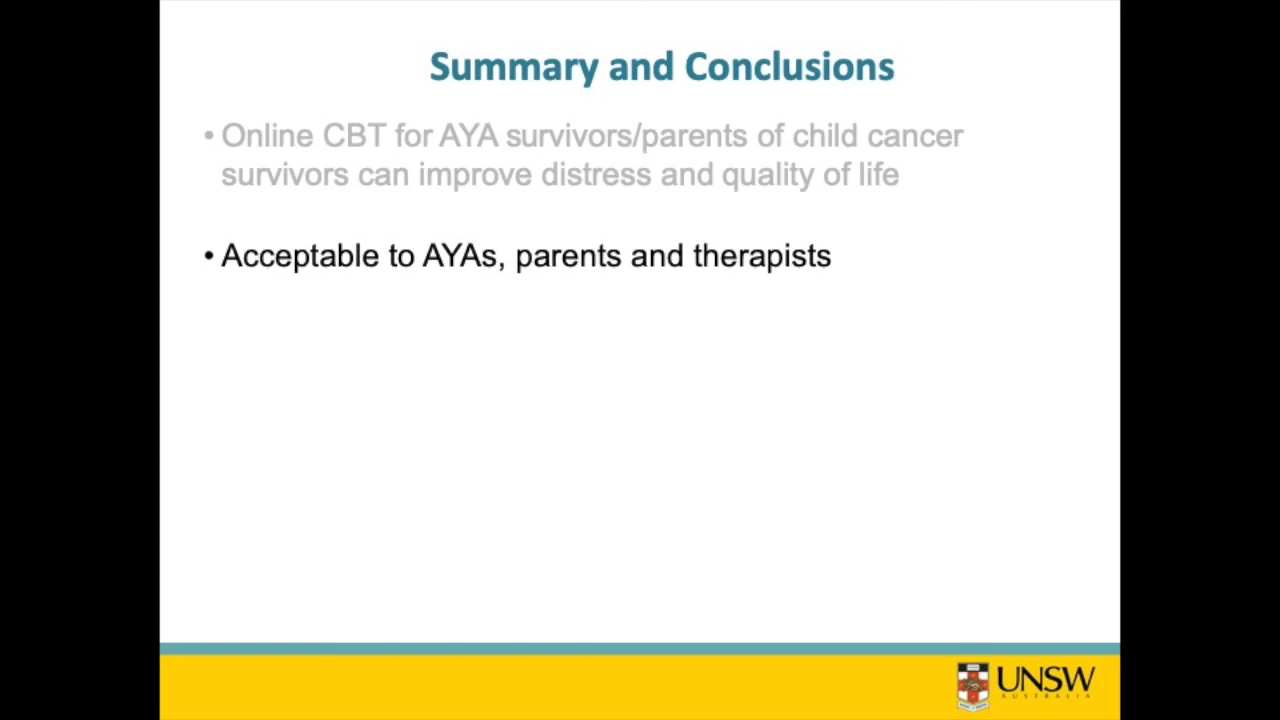 Summary and Conclusions
• Online CBT for AYA survivors/parents of child cancer
survivors can improve distress and quality of life
• Acceptable to AYAs, parents and therapists
UNSW
AUSTRALIA